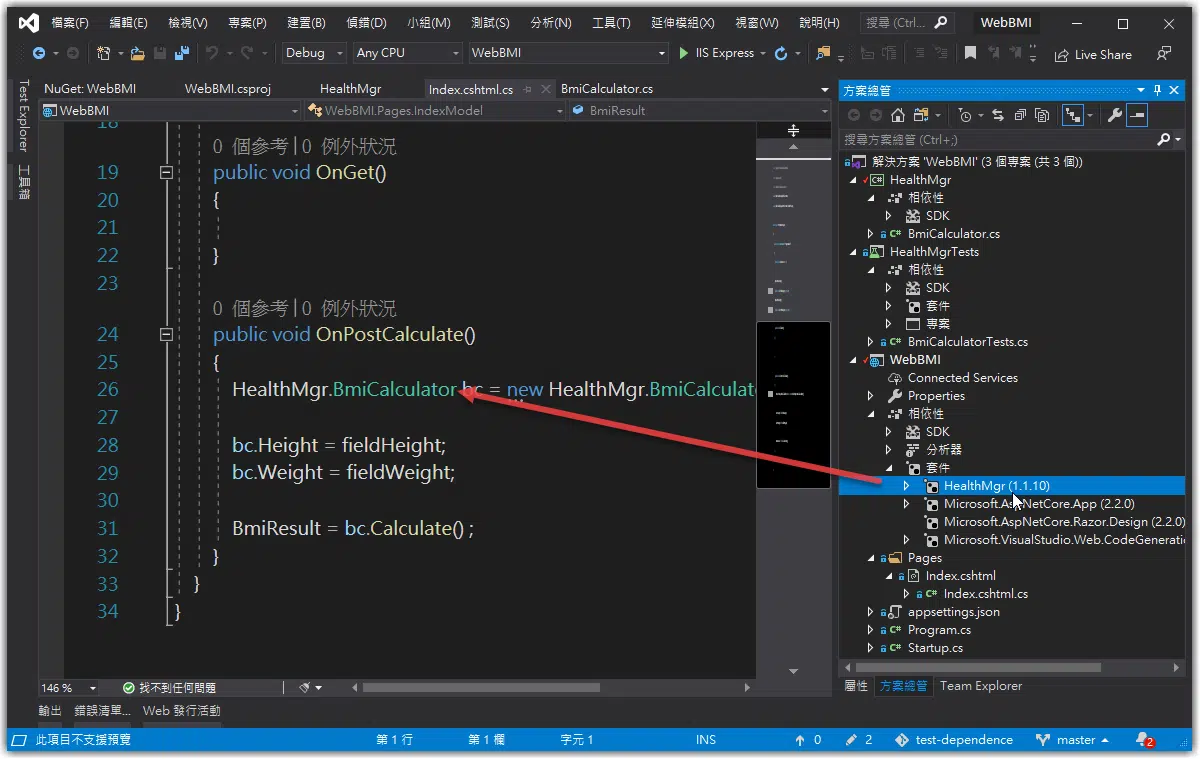 檔案(F) 編輯(E) 檢視(V) 專案(P) 建置(B) 偵錯(D) 小組(M) 測試(S) 分析(N) 工具(T) 延伸模組(X) 視窗(W) 說明(H) 搜尋 (Ctrl... WebBMI
Debug Any CPU WebBMI IIS Express Live Share
Test Explorer
工具箱
NuGet: WebBMI WebBMI.csproj HealthMgr Index.cshtml.cs BmiCalculator.cs
WebBMI WebBMI.Pages.IndexModel BmiResult
18
0 個參考|0 例外狀況
19 public void OnGet()
20 {
21
22 }
23
0 個參考|0 例外狀況
24 public void OnPostCalculate()
25 {
26 HealthMgr.BmiCalculator bc = new HealthMgr.BmiCalculat
27
28 bc.Height = fieldHeight;
29 bc.Weight = fieldWeight;
30
31 BmiResult = bc.Calculate() ;
32 }
33 }
34 }
146 % 找不到任何問題
方案總管
搜尋方案總管 (Ctrl+;)
解決方案 'WebBMI' (3 個專案 (共 3 個))
HealthMgr
相依性
SDK
BmiCalculator.cs
HealthMgrTests
相依性
SDK
套件
專案
BmiCalculatorTests.cs
WebBMI
Connected Services
Properties
相依性
SDK
分析器
套件
HealthMgr (1.1.10)
Microsoft.AspNetCore.App (2.2.0)
Microsoft.AspNetCore.Razor.Design (2.2.0)
Microsoft.VisualStudio.Web.CodeGenerati
Pages
Index.cshtml
Index.cshtml.cs
appsettings.json
Program.cs
Startup.cs
屬性 方案總管 Team Explorer
輸出 錯誤清單... Web 發行活動
此項目不支援預覽 第 1 行 第 1 欄 字元 1 INS 0 2 test-dependence master 2